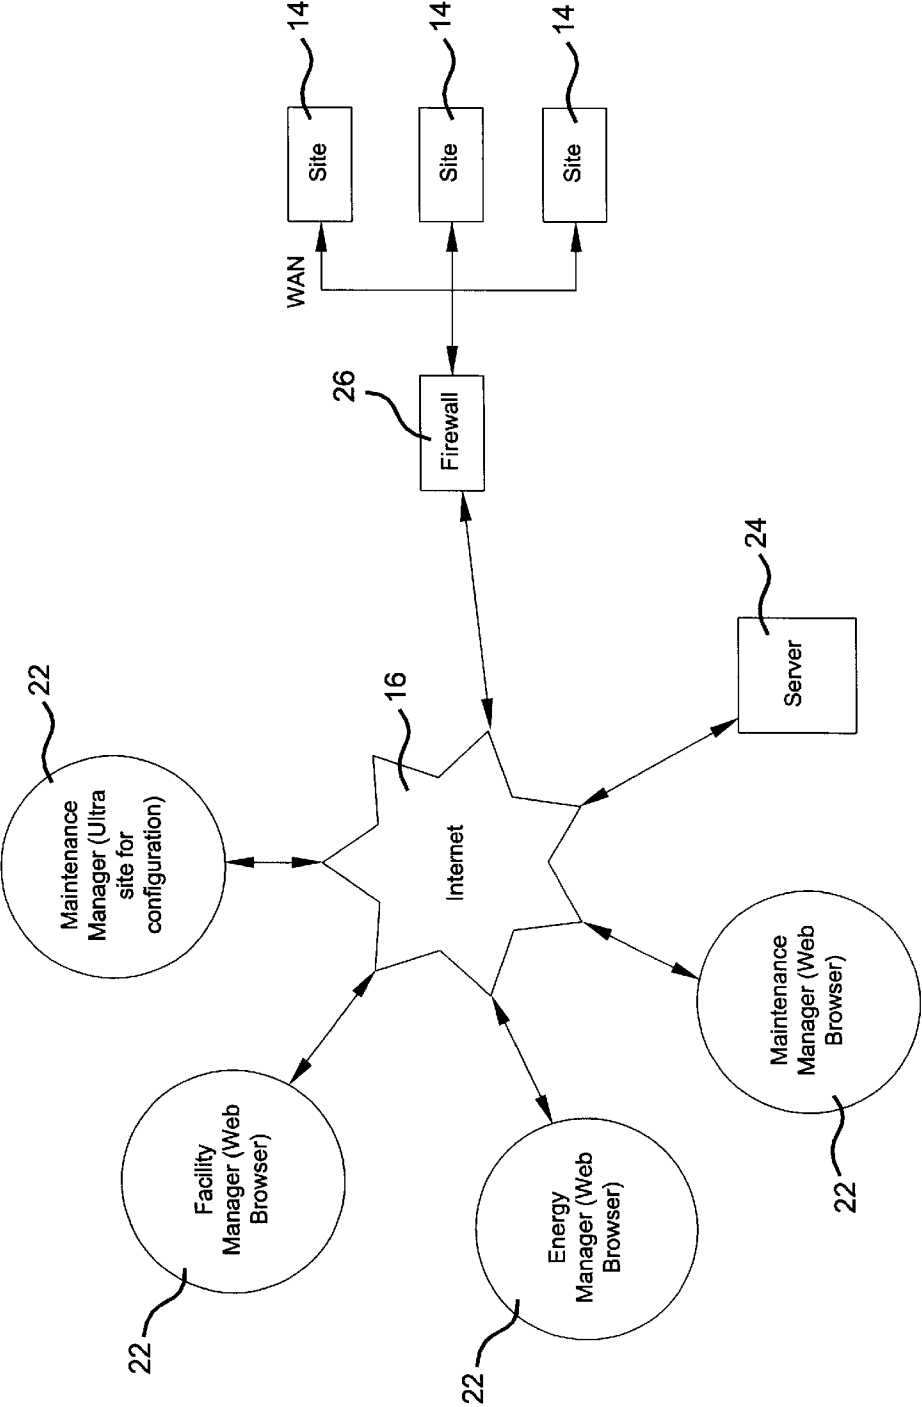 22
Maintenance
Manager (Ultra
site for
configuration)
22
Facility
Manager (Web
Browser)
16
Internet
26
Firewall
WAN
14
Site
14
Site
14
Site
22
Energy
Manager (Web
Browser)
22
Maintenance
Manager (Web
Browser)
24
Server